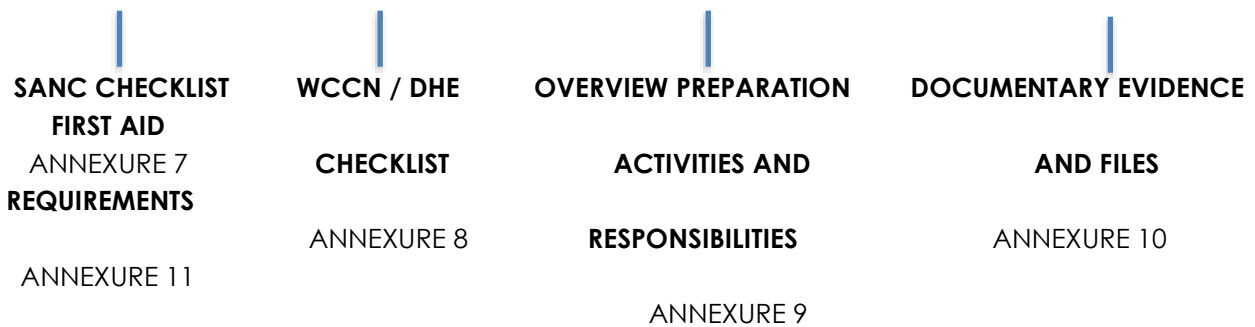 SANC CHECKLIST WCCN / DHE OVERVIEW PREPARATION DOCUMENTARY EVIDENCE
FIRST AID
ANNEXURE 7 CHECKLIST ACTIVITIES AND AND FILES
REQUIREMENTS
ANNEXURE 8 RESPONSIBILITIES ANNEXURE 10
ANNEXURE 11
ANNEXURE 9